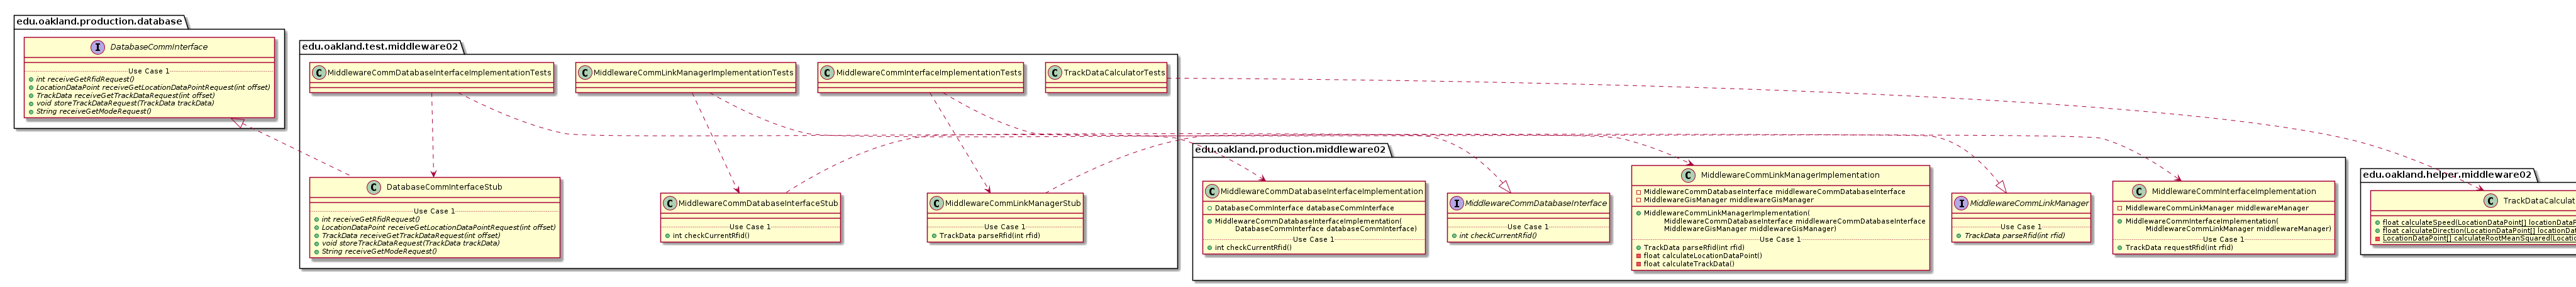 edu.oakland.production.database
I DatabaseCommInterface
Use Case 1
int receiveGetRfidRequest()
LocationDataPoint receiveGetLocationDataPointRequest(int offset)
TrackData receiveGetTrackDataRequest(int offset)
void storeTrackDataRequest(TrackData trackData)
String receiveGetModeRequest()
edu.oakland.test.middleware02
C MiddlewareCommDatabaseInterfaceImplementationTests
C MiddlewareCommLinkManagerImplementationTests
C MiddlewareCommInterfaceImplementationTests
C TrackDataCalculatorTests
C DatabaseCommInterfaceStub
Use Case 1
int receiveGetRfidRequest()
LocationDataPoint receiveGetLocationDataPointRequest(int offset)
TrackData receiveGetTrackDataRequest(int offset)
void storeTrackDataRequest(TrackData trackData)
String receiveGetModeRequest()
C MiddlewareCommDatabaseInterfaceStub
Use Case 1
int checkCurrentRfid()
C MiddlewareCommLinkManagerStub
Use Case 1
TrackData parseRfid(int rfid)
edu.oakland.production.middleware02
C MiddlewareCommDatabaseInterfaceImplementation
DatabaseCommInterface databaseCommInterface
MiddlewareCommDatabaseInterfaceImplementation(
DatabaseCommInterface databaseCommInterface)
Use Case 1
int checkCurrentRfid()
I MiddlewareCommDatabaseInterface
Use Case 1
int checkCurrentRfid()
C MiddlewareCommLinkManagerImplementation
MiddlewareCommDatabaseInterface middlewareCommDatabaseInterface
MiddlewareGisManager middlewareGisManager
MiddlewareCommLinkManagerImplementation(
MiddlewareCommDatabaseInterface middlewareCommDatabaseInterface
MiddlewareGisManager middlewareGisManager)
Use Case 1
TrackData parseRfid(int rfid)
float calculateLocationDataPoint()
float calculateTrackData()
I MiddlewareCommLinkManager
Use Case 1
TrackData parseRfid(int rfid)
C MiddlewareCommInterfaceImplementation
MiddlewareCommLinkManager middlewareManager
MiddlewareCommInterfaceImplementation(
MiddlewareCommLinkManager middlewareManager)
Use Case 1
TrackData requestRfid(int rfid)
edu.oakland.helper.middleware02
C TrackDataCalculat
float calculateSpeed(LocationDataPoint[] locationDataP
float calculateDirection(LocationDataPoint[] locationDat
LocationDataPoint[] calculateRootMeanSquared(Locatio